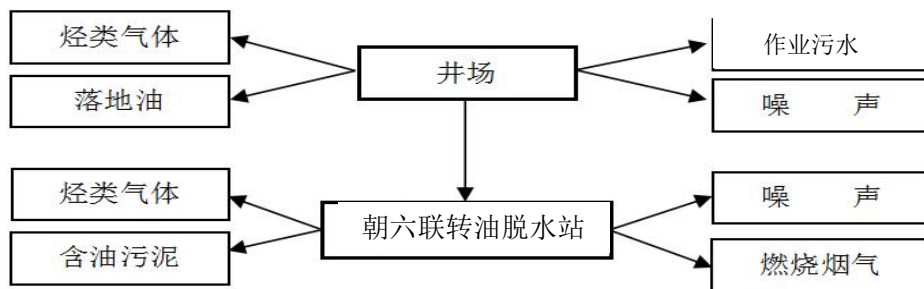 烃类气体
作业污水
井场
落地油
噪 声
烃类气体
噪 声
朝六联转油脱水站
含油污泥
燃烧烟气